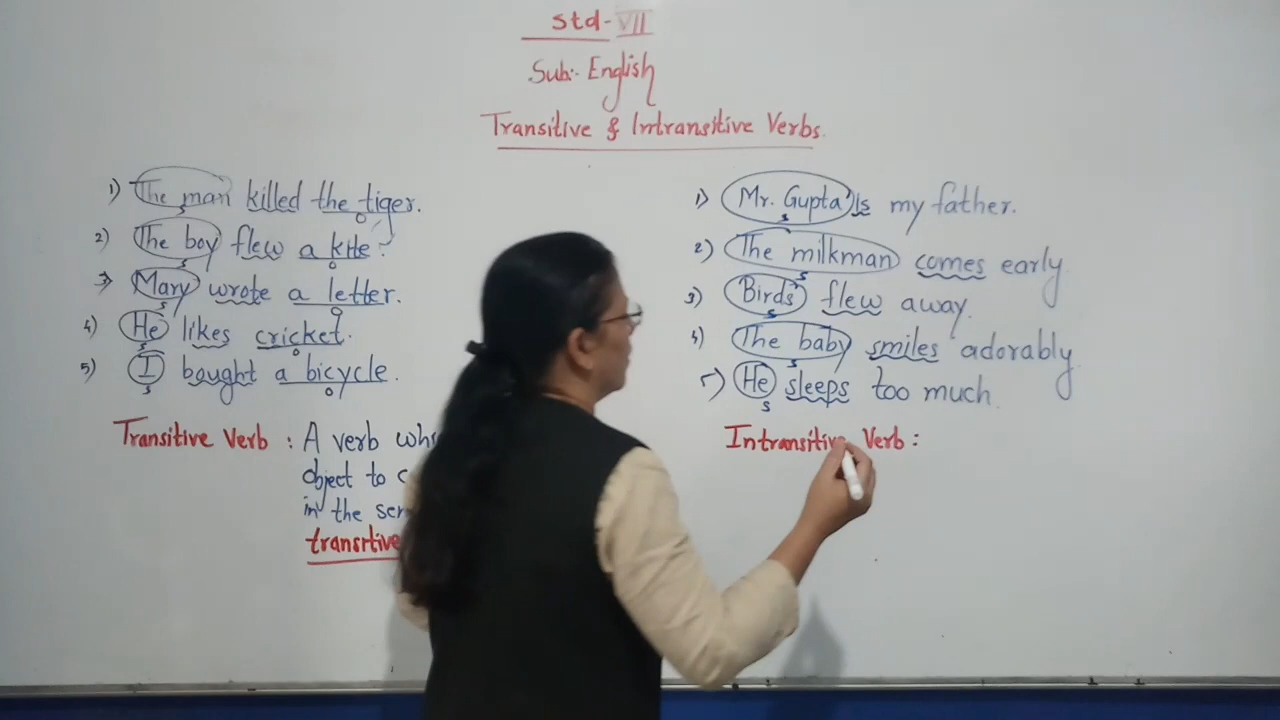 Std- VII
Sub:- English
Transitive & Intransitive Verbs.
1) The man killed the tiger.
S O
2) The boy flew a kite.
S O
3) Mary wrote a letter.
S O
4) He likes cricket.
S O
5) I bought a bicycle.
S O
Transitive Verb : A verb
object to
in the
transitive
1) Mr. Gupta is my father.
S
2) The milkman comes early
S
3) Birds flew away.
S
4) The baby smiles adorably.
S
5) He sleeps too much.
S
Intransitive Verb :